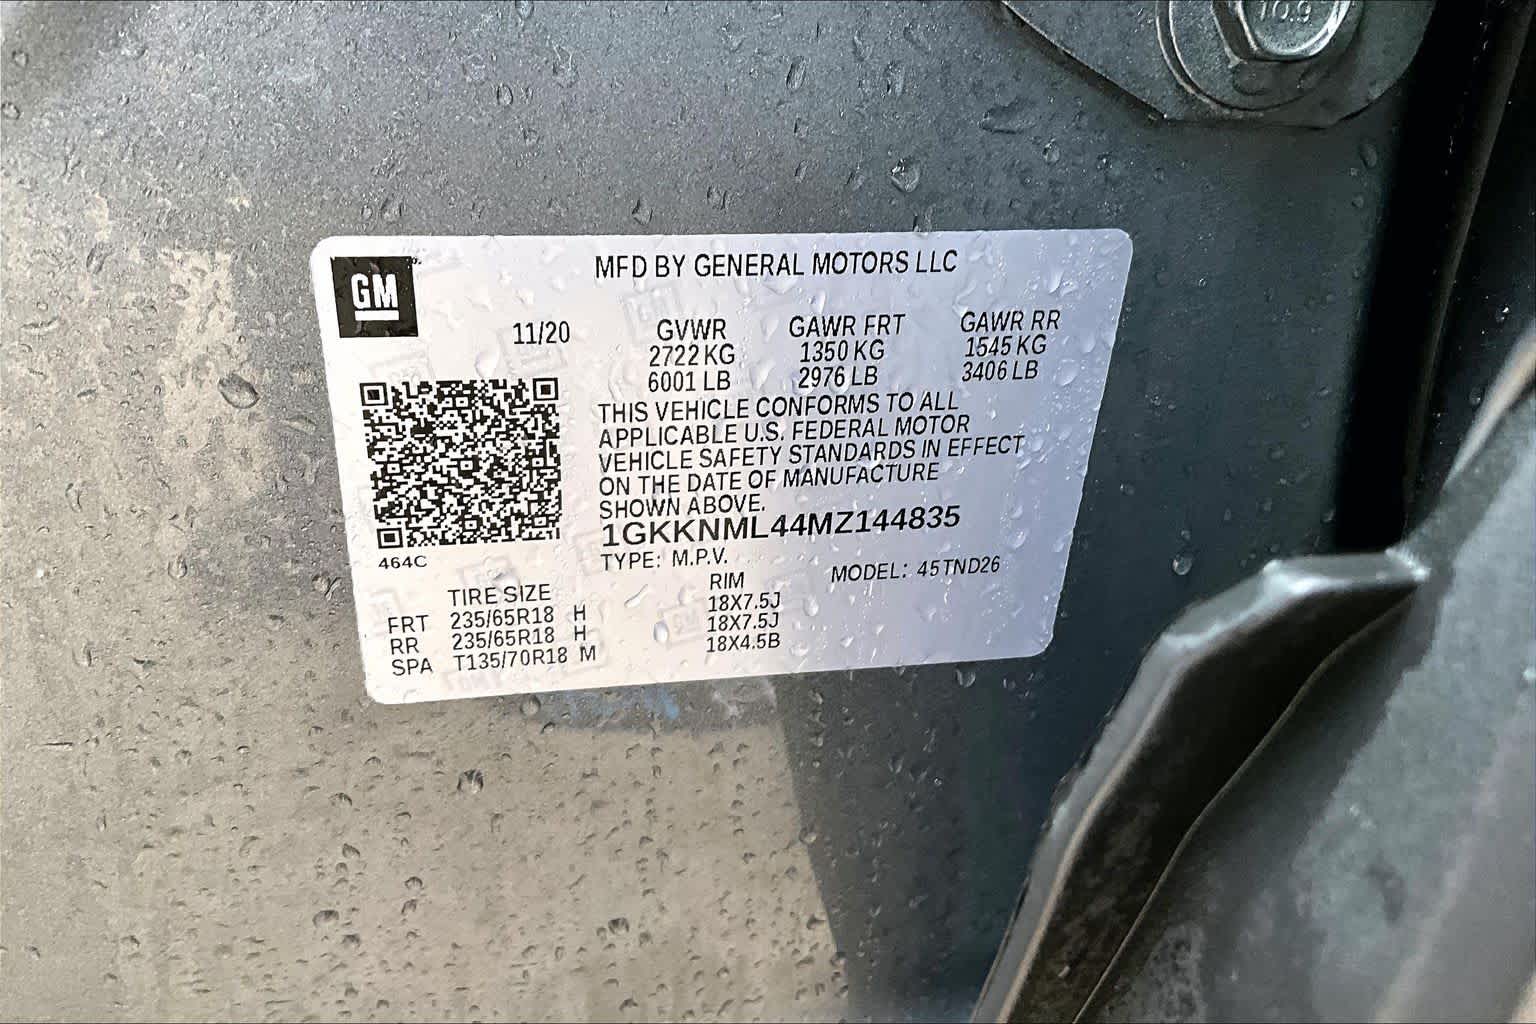 10.9
GM
MFD BY GENERAL MOTORS LLC
11/20 GVWR GAWR FRT GAWR RR
2722 KG 1350 KG 1545 KG
6001 LB 2976 LB 3406 LB
THIS VEHICLE CONFORMS TO ALL
APPLICABLE U.S. FEDERAL MOTOR
VEHICLE SAFETY STANDARDS IN EFFECT
ON THE DATE OF MANUFACTURE
SHOWN ABOVE.
1GKKNML44MZ144835
464C
TYPE: M.P.V. MODEL: 45TND26
TIRE SIZE RIM
FRT 235/65R18 H 18X7.5J
RR 235/65R18 H 18X7.5J
SPA T135/70R18 M 18X4.5B